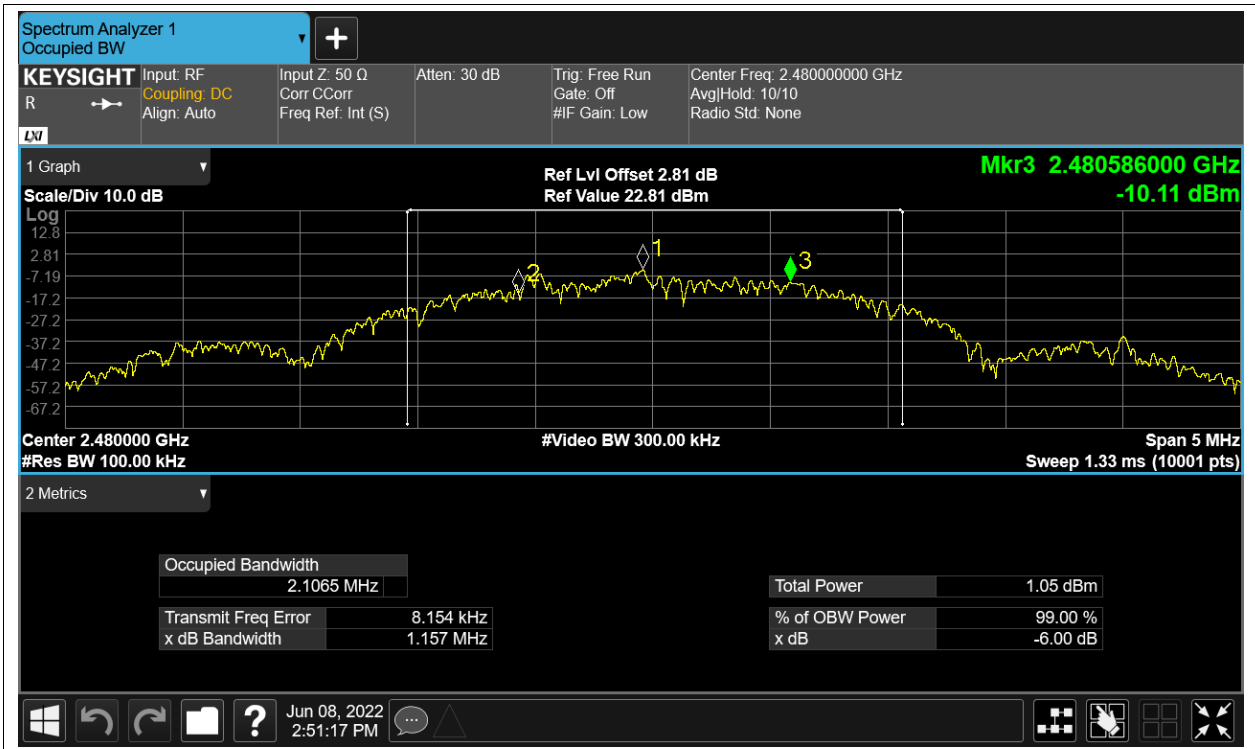 Spectrum Analyzer 1
Occupied BW
KEYSIGHT
R
LXI
Input: RF
Coupling: DC
Align: Auto
Input Z: 50 Ω
Corr CCorr
Freq Ref: Int (S)
Atten: 30 dB
Trig: Free Run
Gate: Off
#IF Gain: Low
Center Freq: 2.480000000 GHz
Avg|Hold: 10/10
Radio Std: None
1 Graph
Scale/Div 10.0 dB
Ref Lvl Offset 2.81 dB
Ref Value 22.81 dBm
Mkr3 2.480586000 GHz
-10.11 dBm
Log
12.8
2.81
-7.19
-17.2
-27.2
-37.2
-47.2
-57.2
-67.2
1
2
3
Center 2.480000 GHz
#Video BW 300.00 kHz
Span 5 MHz
#Res BW 100.00 kHz
Sweep 1.33 ms (10001 pts)
2 Metrics
Occupied Bandwidth
2.1065 MHz
Total Power 1.05 dBm
Transmit Freq Error 8.154 kHz
% of OBW Power 99.00 %
x dB Bandwidth 1.157 MHz
x dB -6.00 dB
?
Jun 08, 2022
2:51:17 PM